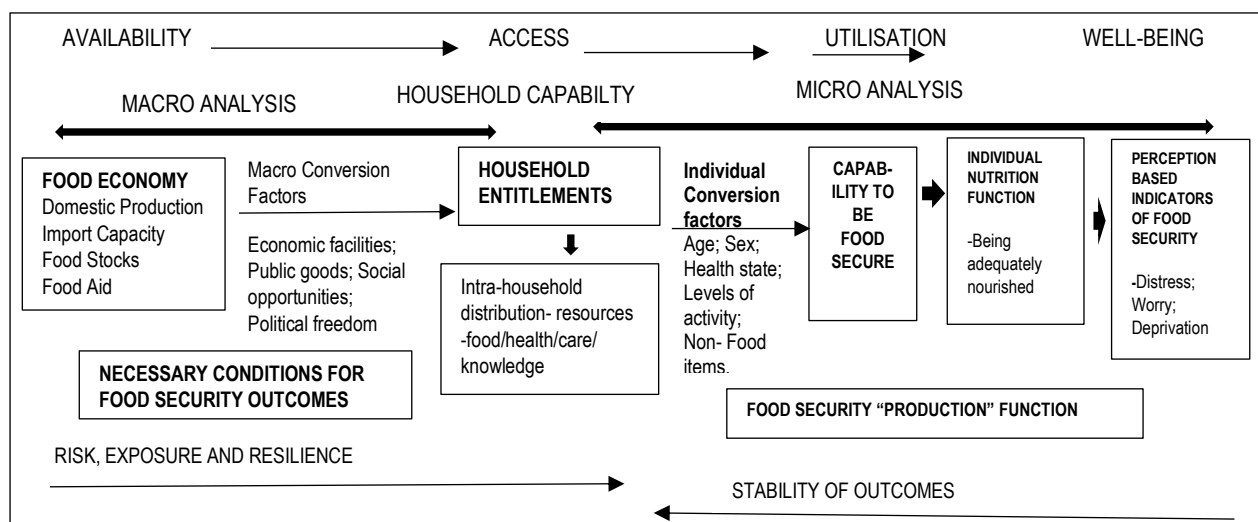 AVAILABILITY
ACCESS
UTILISATION
WELL-BEING
MACRO ANALYSIS
HOUSEHOLD CAPABILTY
MICRO ANALYSIS
FOOD ECONOMY
Domestic Production
Import Capacity
Food Stocks
Food Aid
Macro Conversion
Factors
Economic facilities;
Public goods; Social
opportunities;
Political freedom
HOUSEHOLD
ENTITLEMENTS
Intra-household
distribution- resources
-food/health/care/
knowledge
Individual
Conversion
factors
Age; Sex;
Health state;
Levels of
activity;
Non- Food
items.
CAPAB-
ILITY TO
BE
FOOD
SECURE
INDIVIDUAL
NUTRITION
FUNCTION
-Being
adequately
nourished
PERCEPTION
BASED
INDICATORS
OF FOOD
SECURITY
-Distress;
Worry;
Deprivation
NECESSARY CONDITIONS FOR
FOOD SECURITY OUTCOMES
FOOD SECURITY “PRODUCTION” FUNCTION
RISK, EXPOSURE AND RESILIENCE
STABILITY OF OUTCOMES